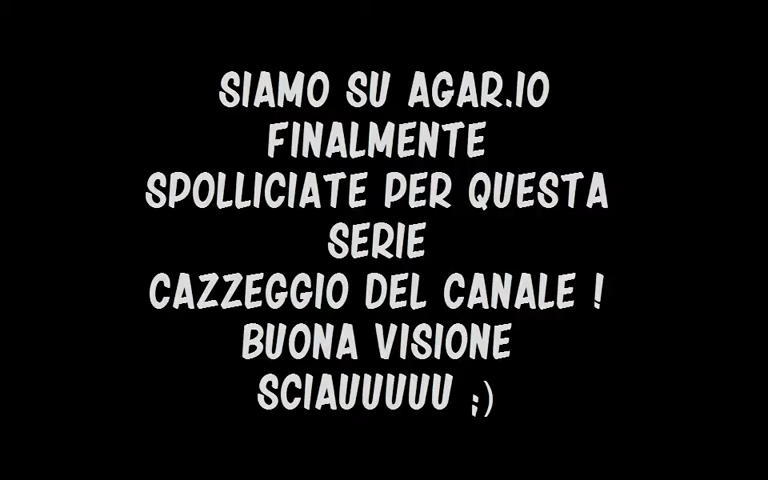 SIAMO SU AGAR.IO
FINALMENTE
SPOLLICIATE PER QUESTA
SERIE
CAZZEGGIO DEL CANALE !
BUONA VISIONE
SCIAUUUUU ;)